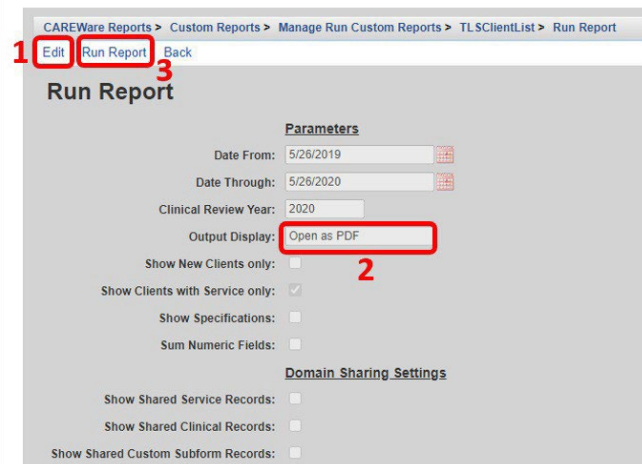 CAREWare Reports > Custom Reports > Manage Run Custom Reports > TLSClientList > Run Report
1 Edit Run Report Back
3
Run Report
Parameters
Date From: 5/26/2019
Date Through: 5/26/2020
Clinical Review Year: 2020
Output Display: Open as PDF
Show New Clients only:
2
Show Clients with Service only:
Show Specifications:
Sum Numeric Fields:
Domain Sharing Settings
Show Shared Service Records:
Show Shared Clinical Records:
Show Shared Custom Subform Records: